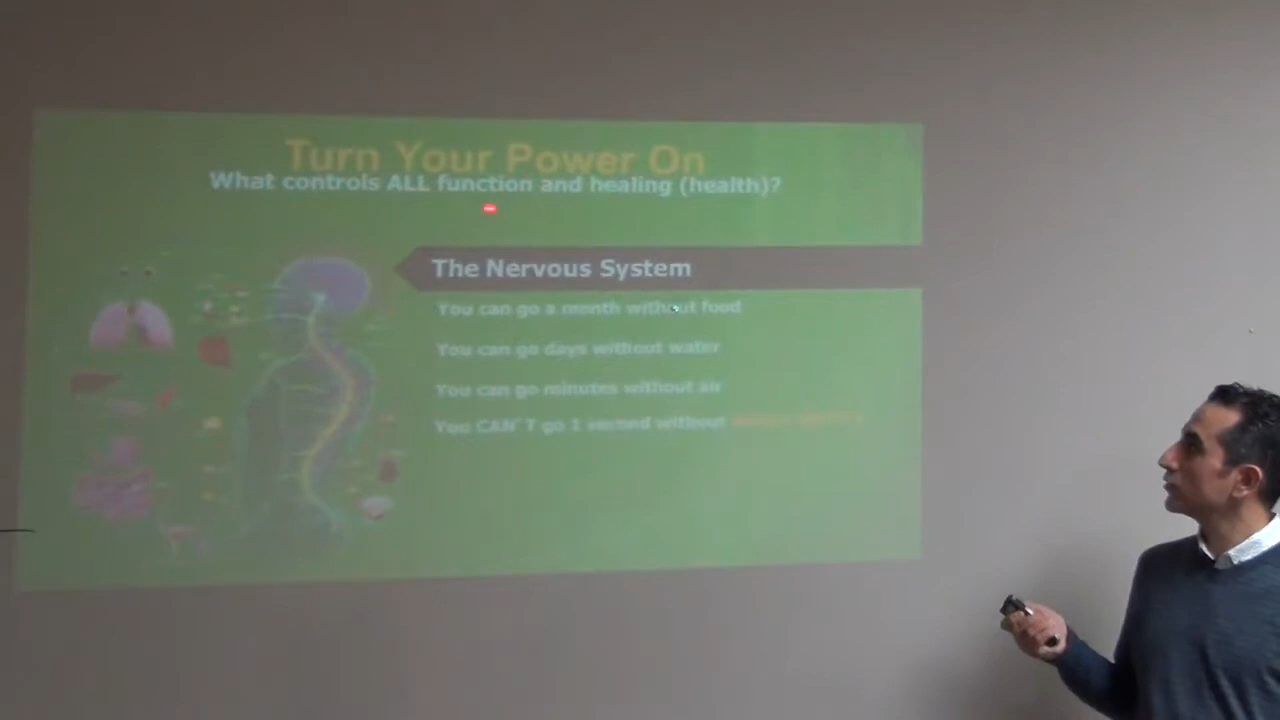 Turn Your Power On
What controls ALL function and healing (health)?
The Nervous System
You can go a month without food
You can go days without water
You can go minutes without air
You CAN'T go 1 second without